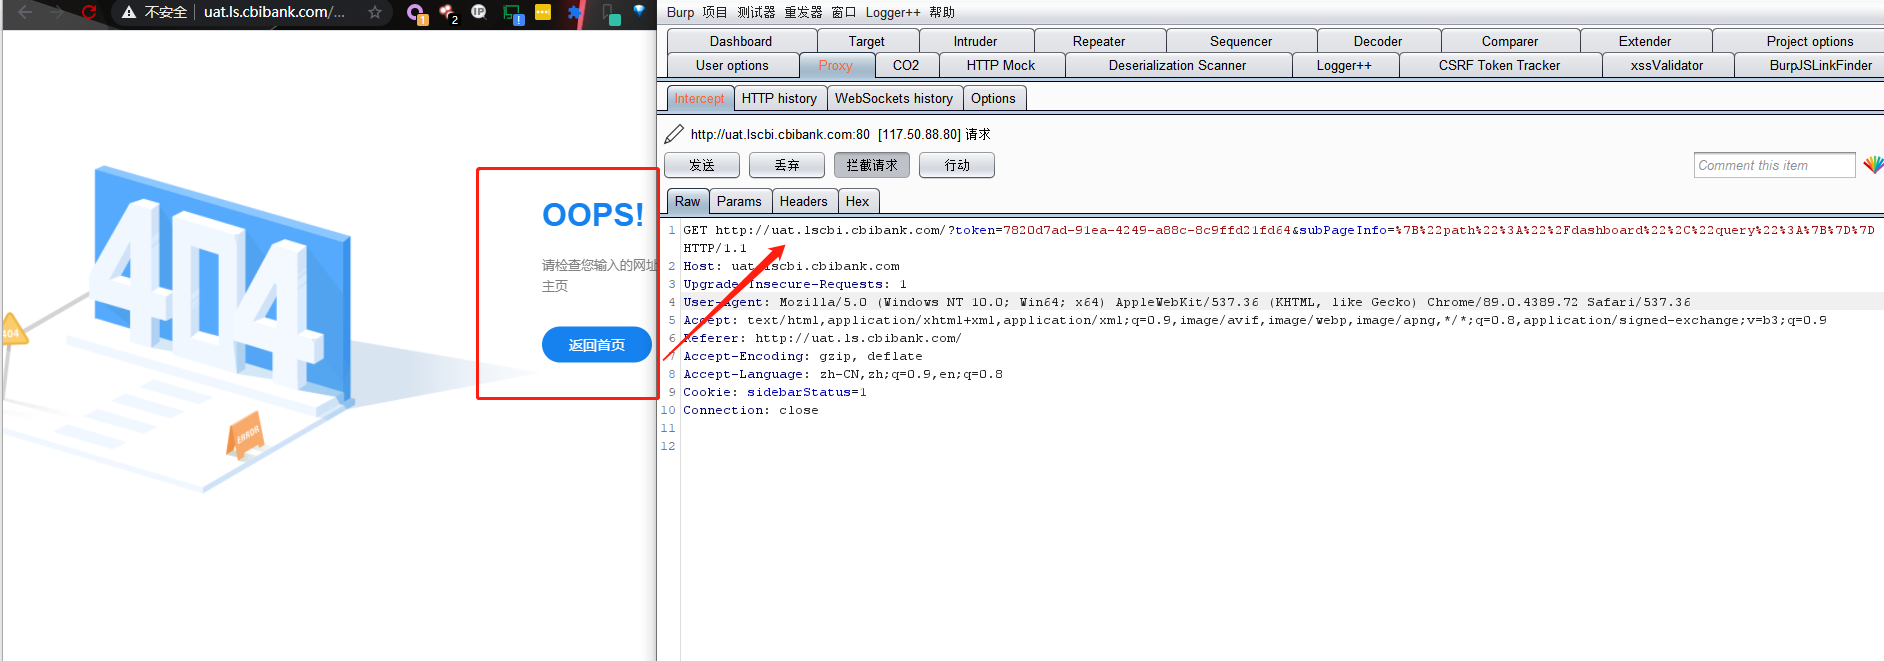 不安全 uat.ls.cbibank.com/...
1
2
IP
Burp 项目 测试器 重发器 窗口 Logger++ 帮助
Dashboard Target Intruder Repeater Sequencer Decoder Comparer Extender Project options
User options Proxy CO2 HTTP Mock Deserialization Scanner Logger++ CSRF Token Tracker xssValidator BurpJSLinkFinder
Intercept HTTP history WebSockets history Options
http://uat.lscbi.cbibank.com:80 [117.50.88.80] 请求
发送 丢弃 拦截请求 行动
Comment this item
Raw Params Headers Hex
1 GET http://uat.lscbi.cbibank.com/?token=7820d7ad-91ea-4249-a88c-8c9ffd21fd64&subPageInfo=%7B%22path%22%3A%22%2Fdashboard%22%2C%22query%22%3A%7B%7D%7D
HTTP/1.1
2 Host: uat.lscbi.cbibank.com
3 Upgrade-Insecure-Requests: 1
4 User-Agent: Mozilla/5.0 (Windows NT 10.0; Win64; x64) AppleWebKit/537.36 (KHTML, like Gecko) Chrome/89.0.4389.72 Safari/537.36
5 Accept: text/html,application/xhtml+xml,application/xml;q=0.9,image/avif,image/webp,image/apng,*/*;q=0.8,application/signed-exchange;v=b3;q=0.9
6 Referer: http://uat.ls.cbibank.com/
7 Accept-Encoding: gzip, deflate
8 Accept-Language: zh-CN,zh;q=0.9,en;q=0.8
9 Cookie: sidebarStatus=1
10 Connection: close
11
12
404
404
ERROR
OOPS!
请检查您输入的网址
主页
返回首页